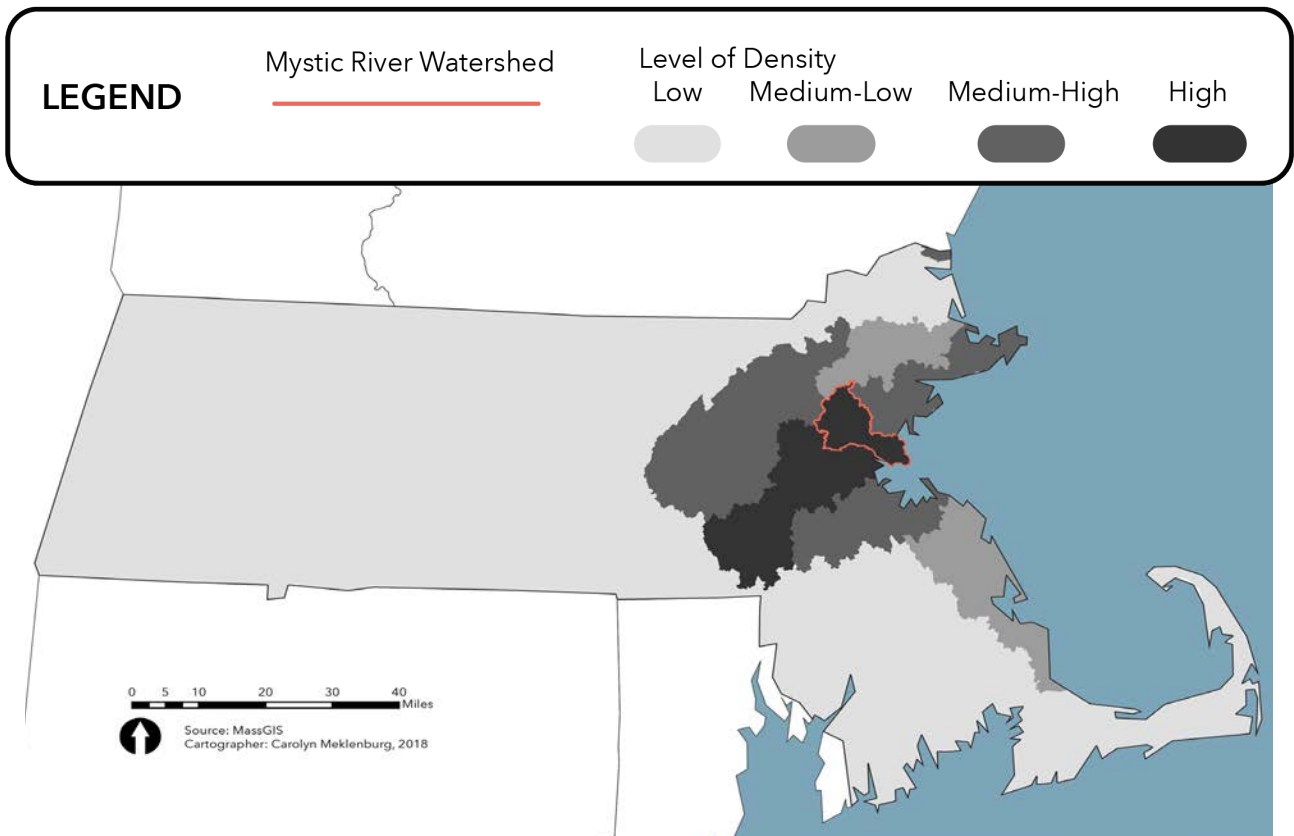 LEGEND
Mystic River Watershed
Level of Density
Low Medium-Low Medium-High High
0 5 10 20 30 40
Miles
Source: MassGIS
Cartographer: Carolyn Meklenburg, 2018